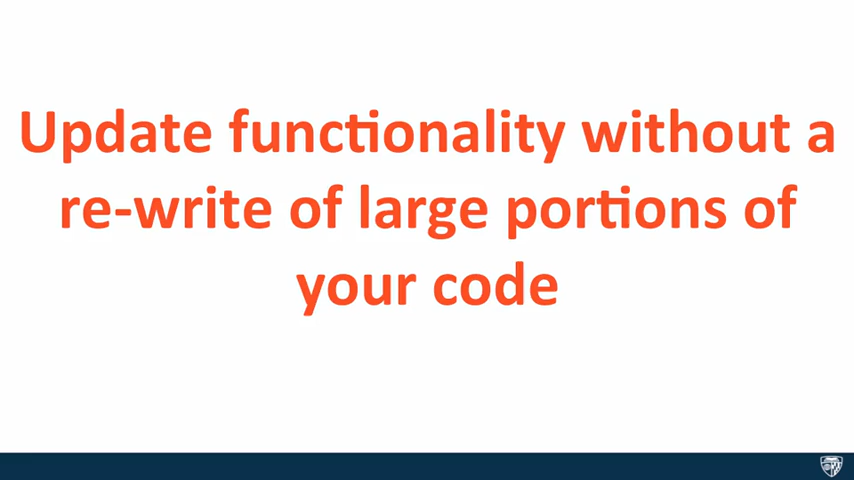 Update functionality without a
re-write of large portions of
your code